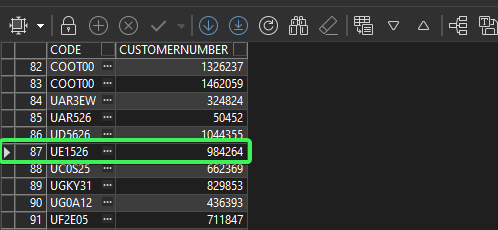 CODE CUSTOMERNUMBER
82 COOT00 ... 1326237
83 COOT00 ... 1462059
84 UAR3EW ... 324824
85 UAR526 ... 50452
86 UD5626 ... 1044355
87 UE1526 ... 984264
88 UC0S25 ... 662369
89 UGKY31 ... 829853
90 UG0A12 ... 436393
91 UF2E05 ... 711847